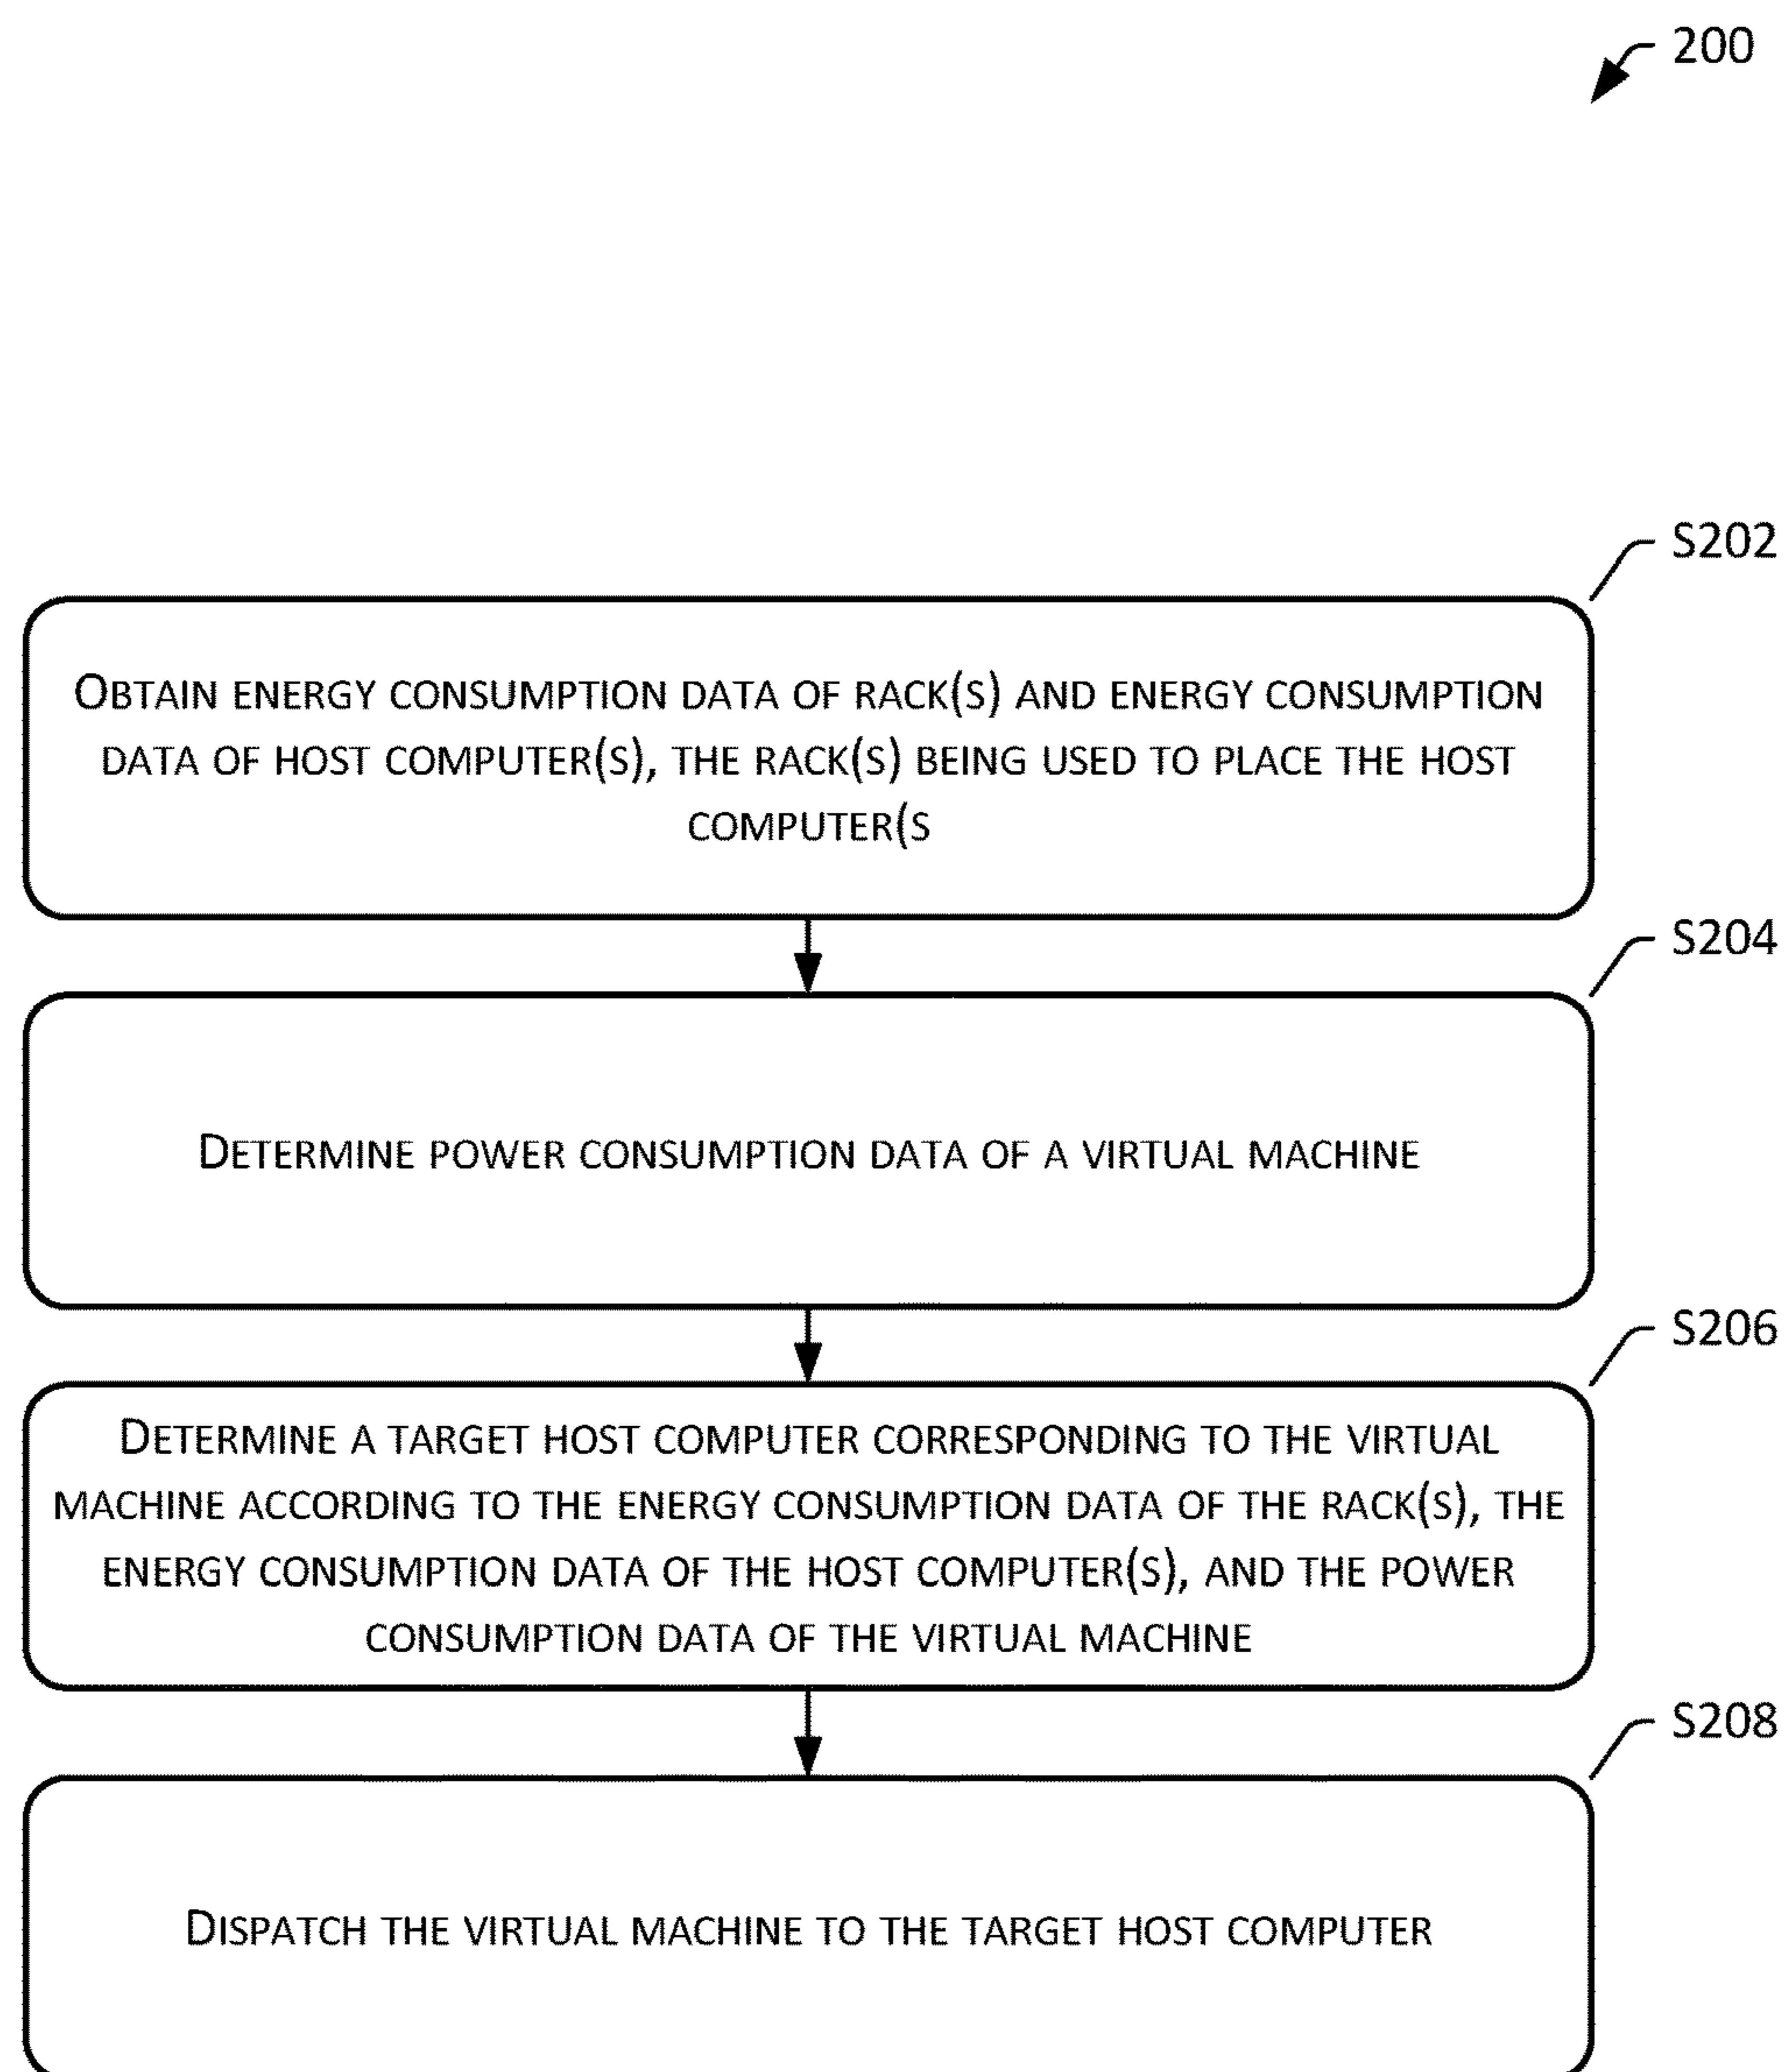 200
S202
OBTAIN ENERGY CONSUMPTION DATA OF RACK(S) AND ENERGY CONSUMPTION
DATA OF HOST COMPUTER(S), THE RACK(S) BEING USED TO PLACE THE HOST
COMPUTER(S
S204
DETERMINE POWER CONSUMPTION DATA OF A VIRTUAL MACHINE
S206
DETERMINE A TARGET HOST COMPUTER CORRESPONDING TO THE VIRTUAL
MACHINE ACCORDING TO THE ENERGY CONSUMPTION DATA OF THE RACK(S), THE
ENERGY CONSUMPTION DATA OF THE HOST COMPUTER(S), AND THE POWER
CONSUMPTION DATA OF THE VIRTUAL MACHINE
S208
DISPATCH THE VIRTUAL MACHINE TO THE TARGET HOST COMPUTER